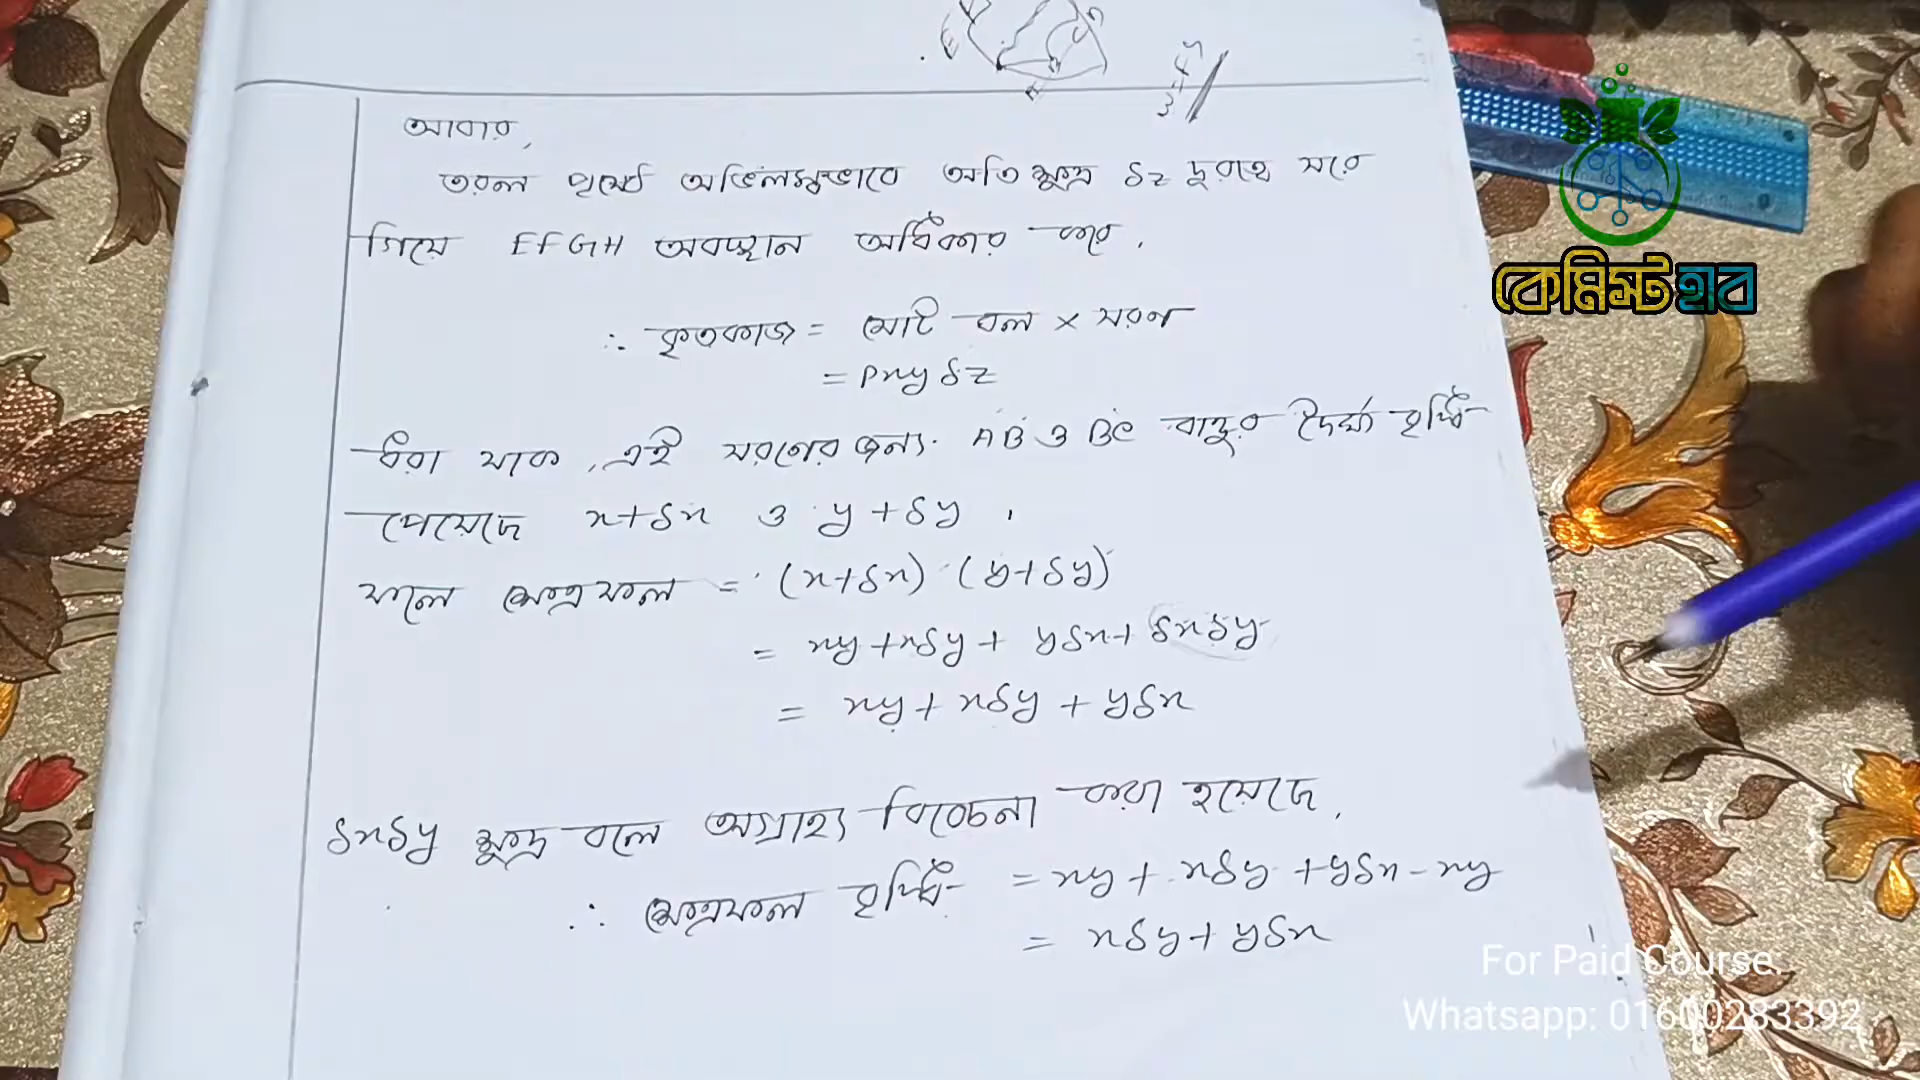 আবার,
তরল পৃষ্ঠে অভিলম্বভাবে অতি ক্ষুদ্র δz দূরত্বে সরে
গিয়ে EFGH অবস্থান অধিকার করে,
∴ কৃতকাজ = মোট বল × সরণ
= pxy δz
ধরা যাক, এই সরণের জন্য AB ও BC বাহুর দৈর্ঘ্য বৃদ্ধি
পেয়েছে x+δx ও y+δy ,
ফলে ক্ষেত্রফল = (x+δx) (y+δy)
= xy+xδy+ yδx+ δxδy
= xy+ xδy + yδx
δxδy ক্ষুদ্র বলে অগ্রাহ্য বিবেচনা করা হয়েছে,
∴ ক্ষেত্রফল বৃদ্ধি = xy+ xδy +yδx - xy
= xδy+ yδx
কেমিস্ট হাব
For Paid Course.
Whatsapp: 01600283392